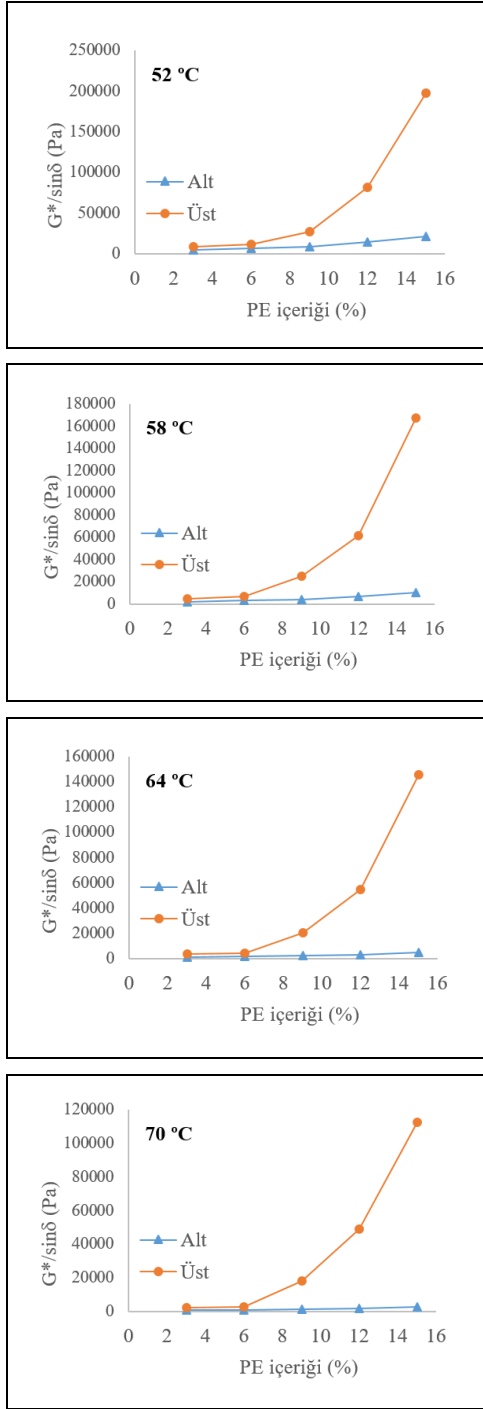 250000
52 ºC
200000
150000
G*/sinδ (Pa)
100000
Alt
50000
Üst
0
0 2 4 6 8 10 12 14 16
PE içeriği (%)
180000
58 ºC
160000
140000
120000
G*/sinδ (Pa)
100000
80000
60000
Alt
40000
Üst
20000
0
0 2 4 6 8 10 12 14 16
PE içeriği (%)
160000
64 ºC
140000
120000
100000
G*/sinδ (Pa)
80000
60000
Alt
40000
Üst
20000
0
0 2 4 6 8 10 12 14 16
PE içeriği (%)
120000
70 ºC
100000
80000
G*/sinδ (Pa)
60000
Alt
40000
Üst
20000
0
0 2 4 6 8 10 12 14 16
PE içeriği (%)